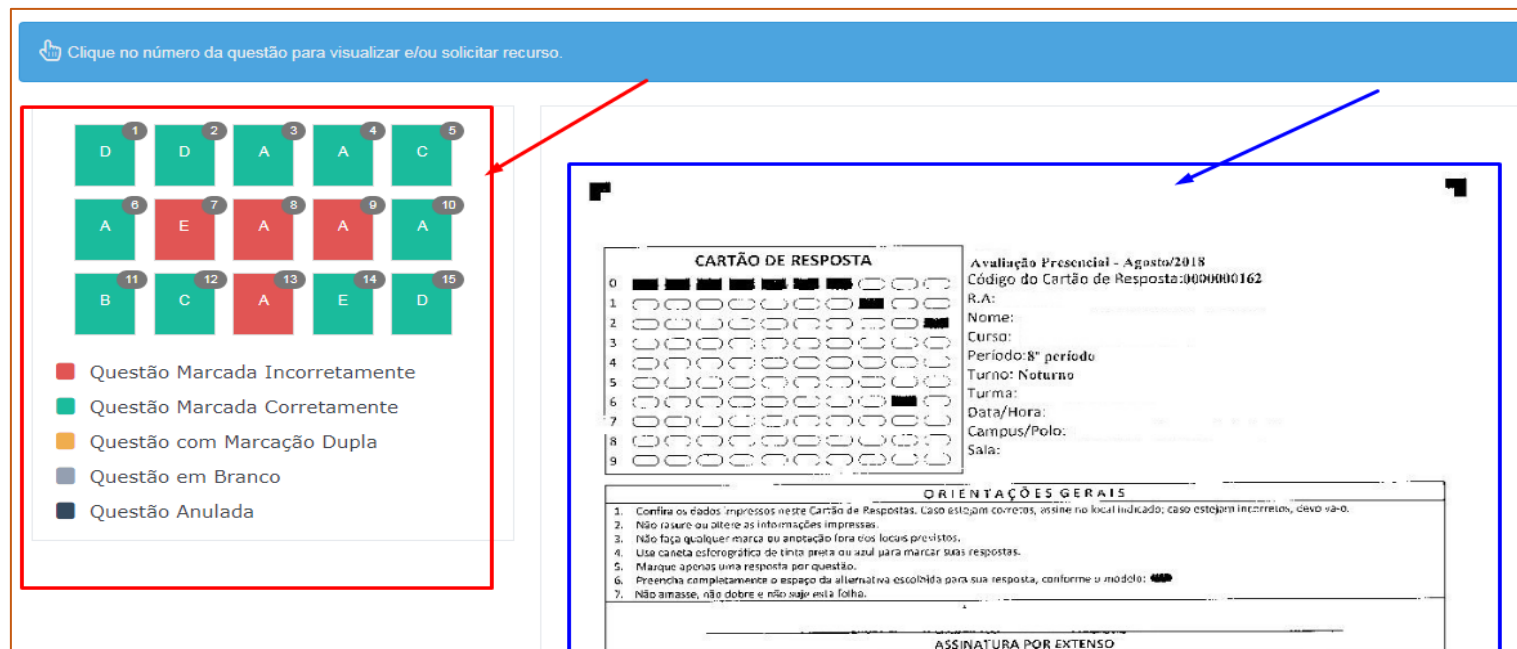 Clique no número da questão para visualizar e/ou solicitar recurso.
1 2 3 4 5
D D A A C
6 7 8 9 10
A E A A A
11 12 13 14 15
B C A E D
Questão Marcada Incorretamente
Questão Marcada Corretamente
Questão com Marcação Dupla
Questão em Branco
Questão Anulada
CARTÃO DE RESPOSTA
0
1
2
3
4
5
6
7
8
9
Avaliação Presencial - Agosto/2018
Código do Cartão de Resposta:0000000162
R.A:
Nome:
Curso:
Período:8º período
Turno: Noturno
Turma:
Data/Hora:
Campus/Polo:
Sala:
ORIENTAÇÕES GERAIS
1. Confira os dados impressos neste Cartão de Respostas. Caso estejam corretos, assine no local indicado; caso estejam incorretos, devolva-o.
2. Não rasure ou altere as informações impressas.
3. Não faça qualquer marca ou anotação fora dos locais previstos.
4. Use caneta esferográfica de tinta preta ou azul para marcar suas respostas.
5. Marque apenas uma resposta por questão.
6. Preencha completamente o espaço da alternativa escolhida para sua resposta, conforme o modelo:
7. Não amasse, não dobre e não suje esta folha.
ASSINATURA POR EXTENSO